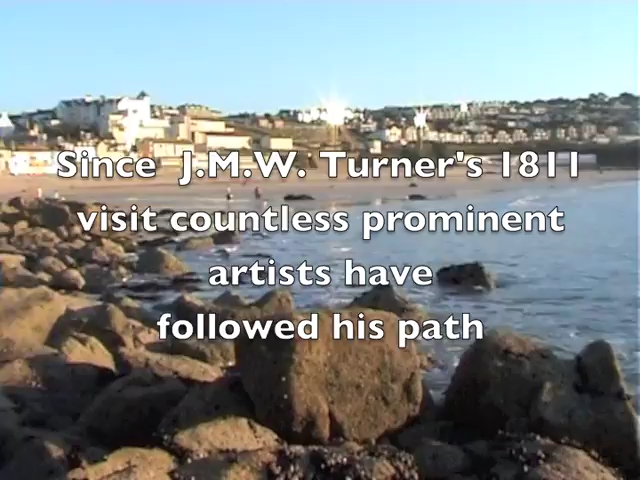 Since J.M.W. Turner's 1811
visit countless prominent
artists have
followed his path